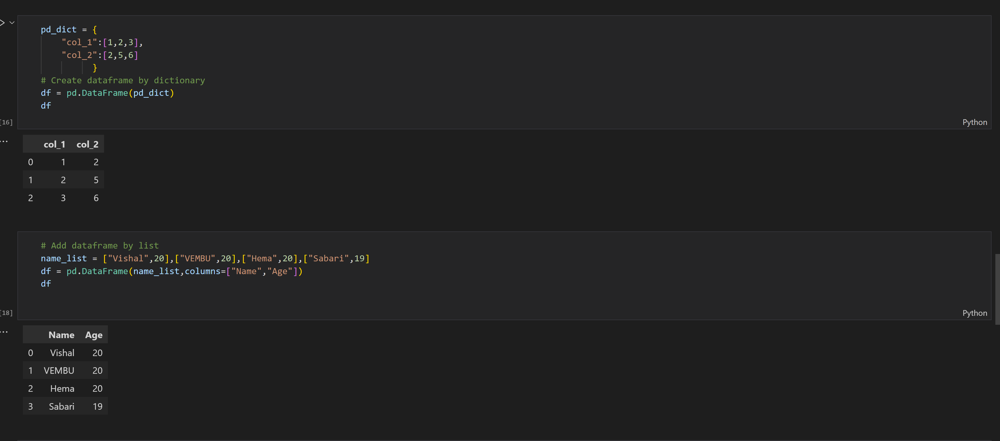 pd_dict = {
"col_1":[1,2,3],
"col_2":[2,5,6]
}
# Create dataframe by dictionary
df = pd.DataFrame(pd_dict)
df
[16]
Python
col_1 col_2
0 1 2
1 2 5
2 3 6
# Add dataframe by list
name_list = ["Vishal",20],["VEMBU",20],["Hema",20],["Sabari",19]
df = pd.DataFrame(name_list,columns=["Name","Age"])
df
[18]
Python
Name Age
0 Vishal 20
1 VEMBU 20
2 Hema 20
3 Sabari 19